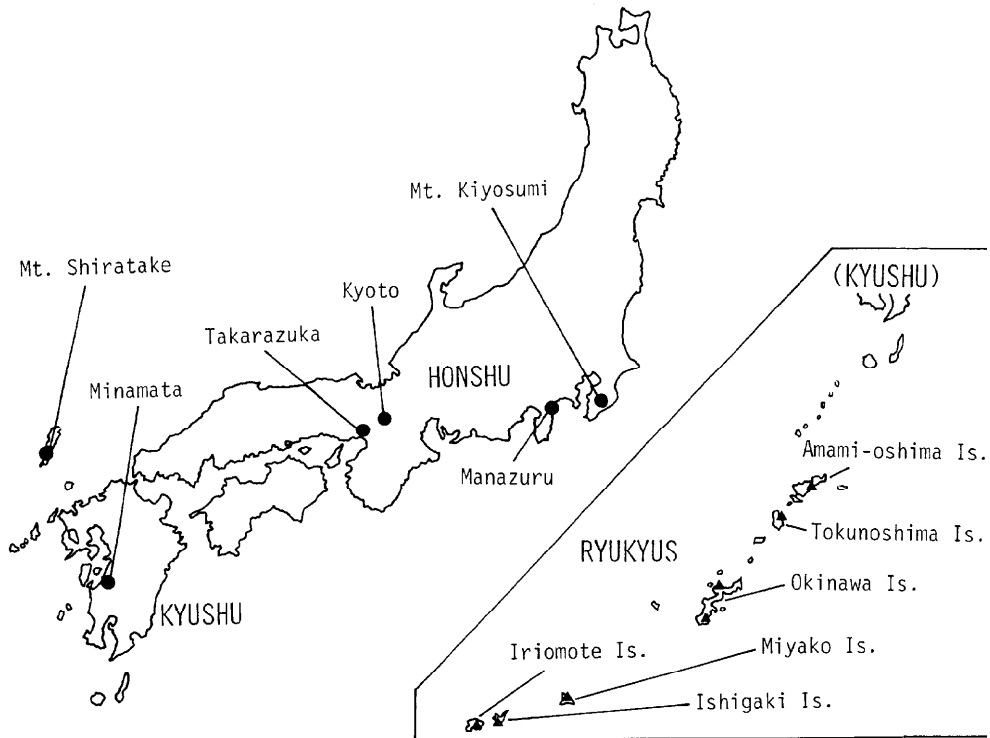 Mt. Kiyosumi
Mt. Shiratake
Kyoto
Takarazuka
Minamata
HONSHU
Manazuru
KYUSHU
(KYUSHU)
Amami-oshima Is.
Tokunoshima Is.
RYUKYUS
Okinawa Is.
Iriomote Is.
Miyako Is.
Ishigaki Is.